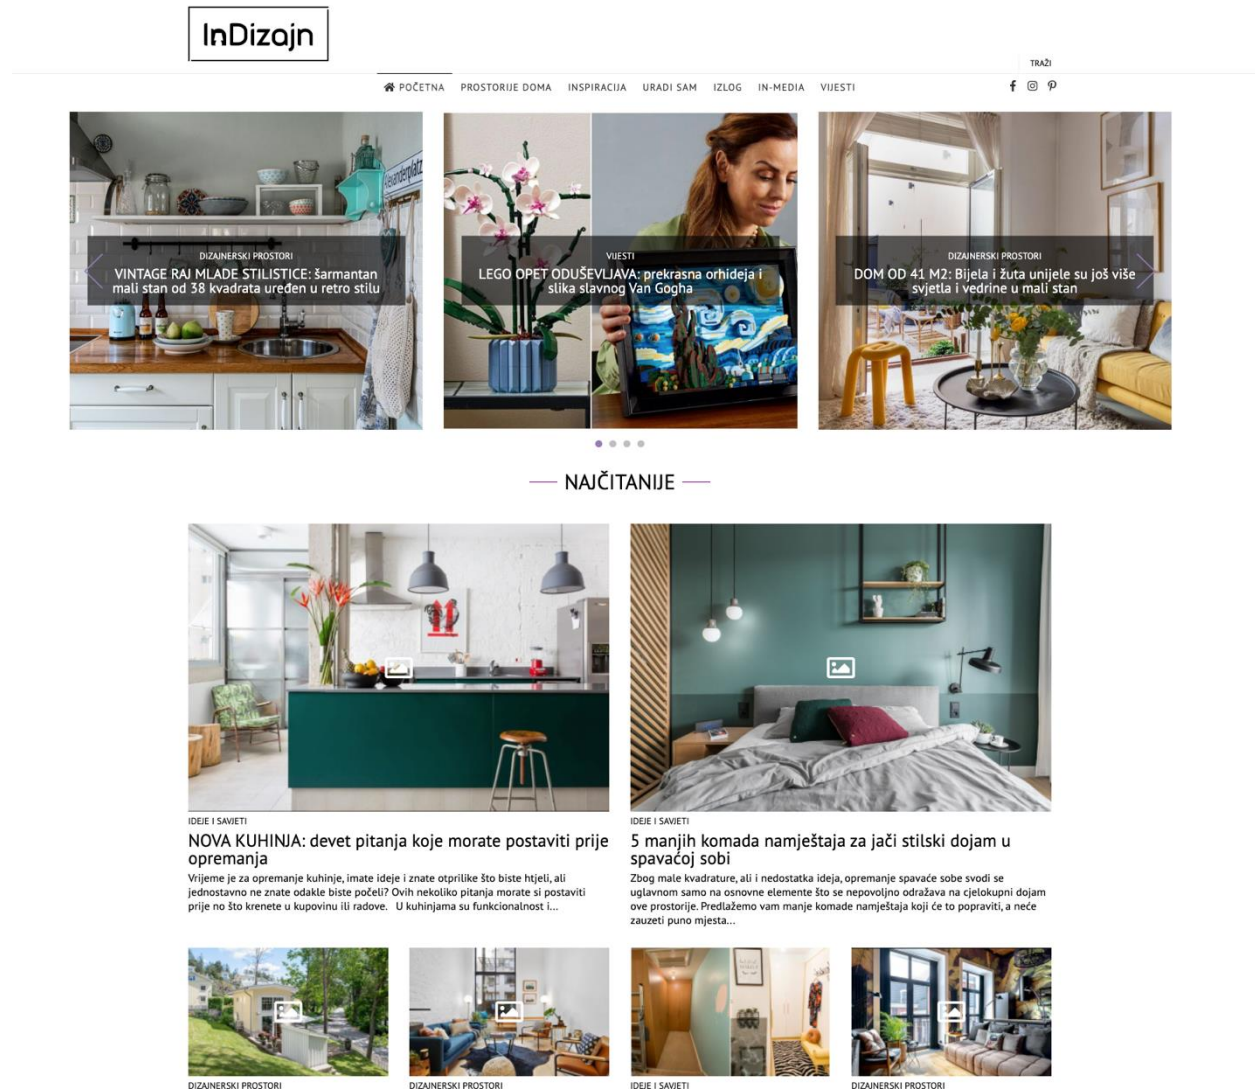 InDizajn
TRAŽI
POČETNA PROSTORIJE DOMA INSPIRACIJA URADI SAM IZLOG IN-MEDIA VIJESTI
Alexanderplatz
DIZAJNERSKI PROSTORI
VINTAGE RAJ MLADE STILISTICE: šarmantan
mali stan od 38 kvadrata uređen u retro stilu
VIJESTI
LEGO OPET ODUŠEVLJAVA: prekrasna orhideja i
slika slavnog Van Gogha
DIZAJNERSKI PROSTORI
DOM OD 41 M2: Bijela i žuta unijele su još više
svjetla i vedrine u mali stan
NAJČITANIJE
IDEJE I SAVJETI
NOVA KUHINJA: devet pitanja koje morate postaviti prije
opremanja
Vrijeme je za opremanje kuhinje, imate ideje i znate otprilike što biste htjeli, ali
jednostavno ne znate odakle biste počeli? Ovih nekoliko pitanja morate si postaviti
prije no što krenete u kupovinu ili radove. U kuhinjama su funkcionalnost i...
IDEJE I SAVJETI
5 manjih komada namještaja za jači stilski dojam u
spavaćoj sobi
Zbog male kvadrature, ali i nedostatka ideja, opremanje spavaće sobe svodi se
uglavnom samo na osnovne elemente što se nepovoljno odražava na cjelokupni dojam
ove prostorije. Predlažemo vam manje komade namještaja koji će to popraviti, a neće
zauzeti puno mjesta...
DIZAJNERSKI PROSTORI
DIZAJNERSKI PROSTORI
IDEJE I SAVJETI
DIZAJNERSKI PROSTORI